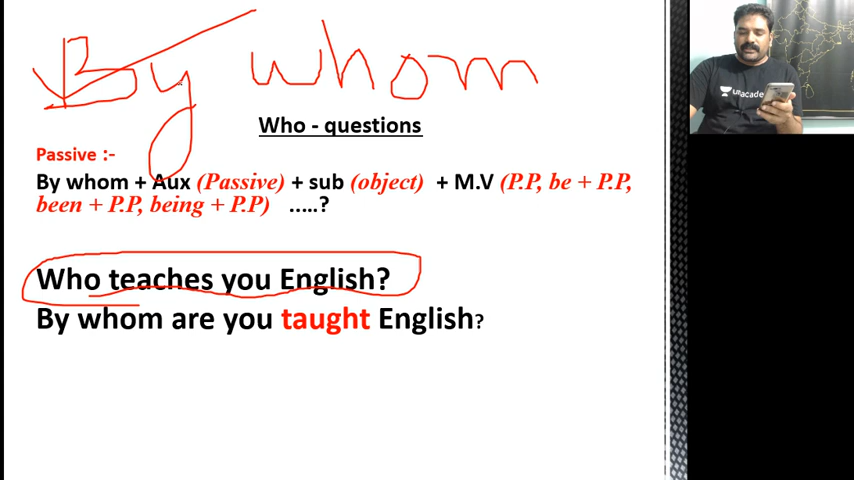 By whom
Who - questions
Passive :-
By whom + Aux (Passive) + sub (object) + M.V (P.P, be + P.P,
been + P.P, being + P.P) .....?
Who teaches you English?
By whom are you taught English?
unacade